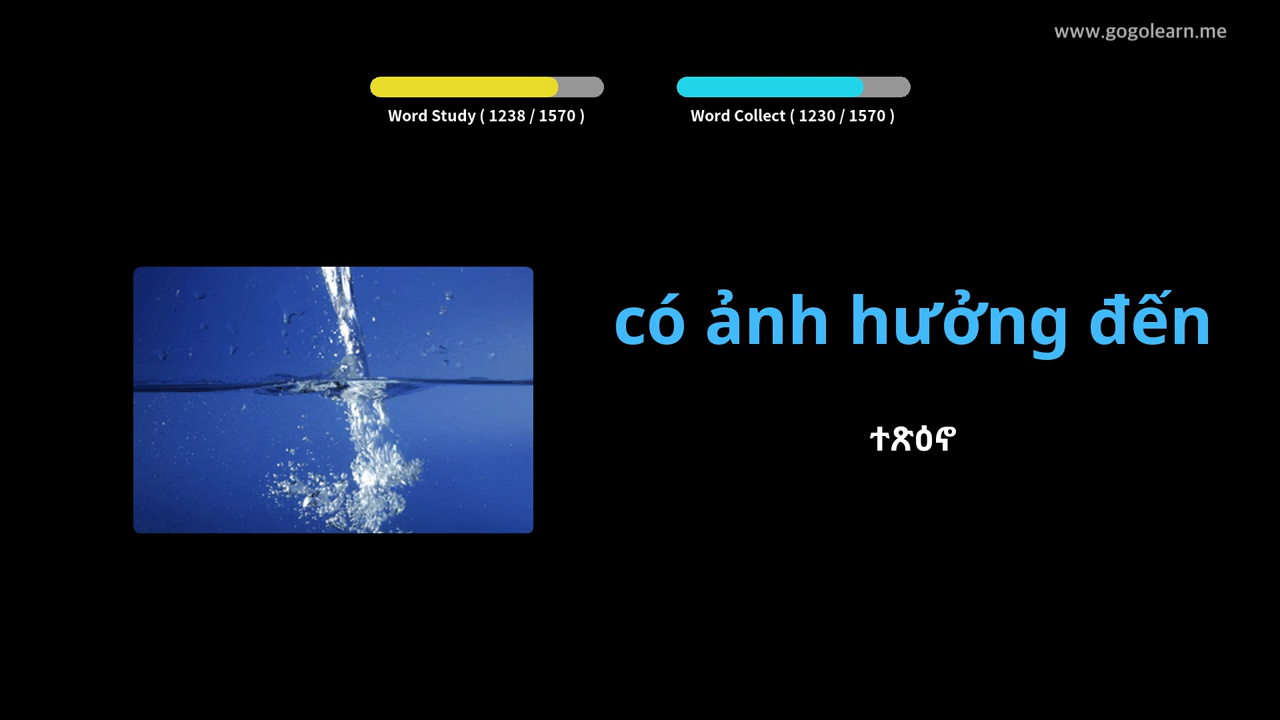 www.gogolearn.me
Word Study ( 1238 / 1570 )
Word Collect ( 1230 / 1570 )
có ảnh hưởng đến
ተጽዕኖ